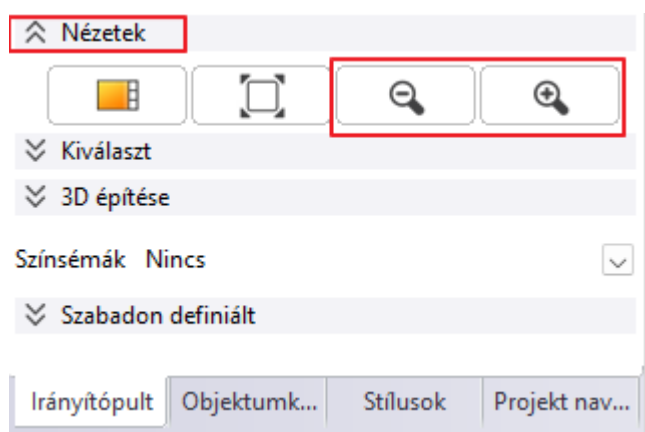 Nézetek
Kiválaszt
3D építése
Színsémák Nincs
Szabadon definiált
Irányítópult Objektumk... Stílusok Projekt nav...